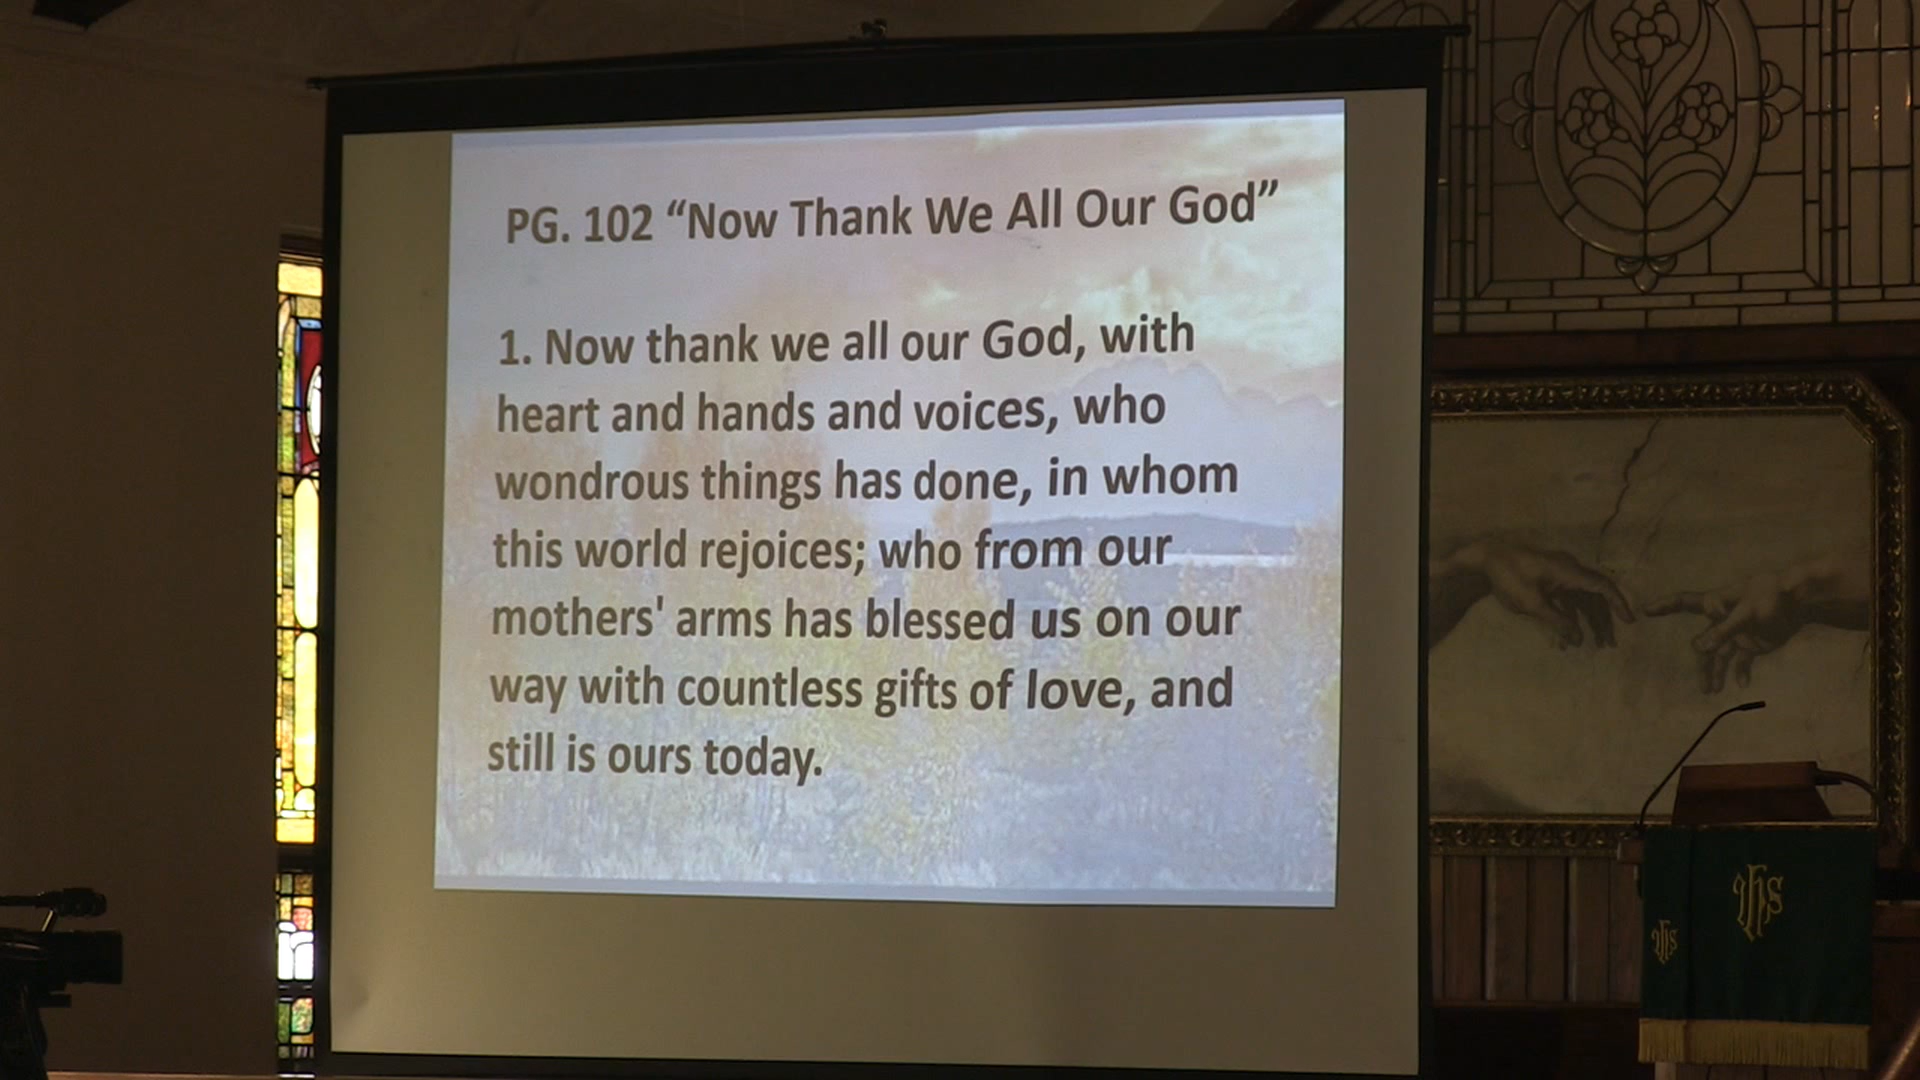 PG. 102 “Now Thank We All Our God”
1. Now thank we all our God, with
heart and hands and voices, who
wondrous things has done, in whom
this world rejoices; who from our
mothers' arms has blessed us on our
way with countless gifts of love, and
still is ours today.
IHS
IHS